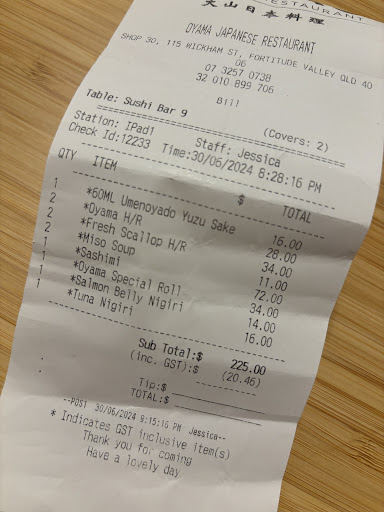 RESTAURANT
大山日本料理
OYAMA JAPANESE RESTAURANT
SHOP 30, 115 WICKHAM ST, FORTITUDE VALLEY QLD 40
06
07 3257 0738
32 010 899 706
Bill
Table: Sushi Bar 9 (Covers: 2)
Station: IPad1 Staff: Jessica
Check Id:12233 Time:30/06/2024 8:28:16 PM
QTY ITEM $ TOTAL
1 *60ML Umenoyado Yuzu Sake 16.00
2 *Oyama H/R 28.00
2 *Fresh Scallop H/R 34.00
2 *Miso Soup 11.00
1 *Sashimi 72.00
1 *Oyama Special Roll 34.00
1 *Salmon Belly Nigiri 14.00
1 *Tuna Nigiri 16.00
Sub Total:$ 225.00
(inc. GST):$ (20.46)
Tip:$
TOTAL:$
--POS1 30/06/2024 9:15:16 PM Jessica--
* Indicates GST inclusive item(s)
Thank you for coming
Have a lovely day